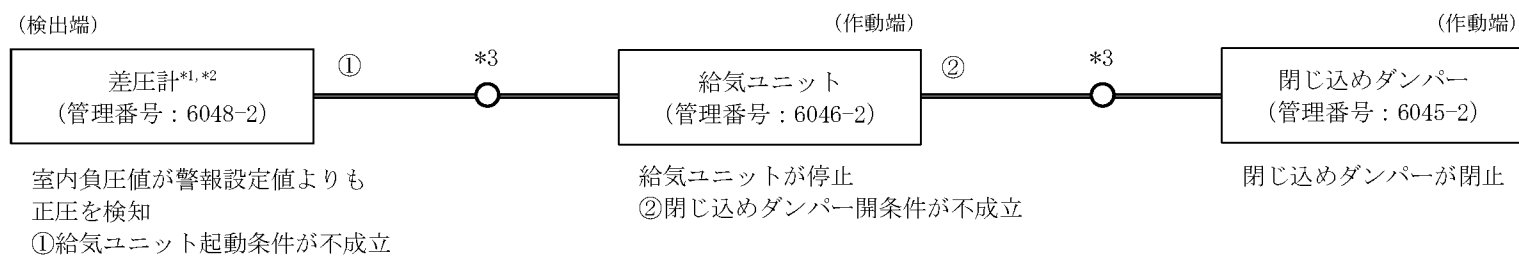 (検出端)
(作動端)
(作動端)
差圧計*1,*2
(管理番号：6048-2)
①
*3
給気ユニット
(管理番号：6046-2)
②
*3
閉じ込めダンパー
(管理番号：6045-2)
室内負圧値が警報設定値よりも
正圧を検知
①給気ユニット起動条件が不成立
給気ユニットが停止
②閉じ込めダンパー開条件が不成立
閉じ込めダンパーが閉止